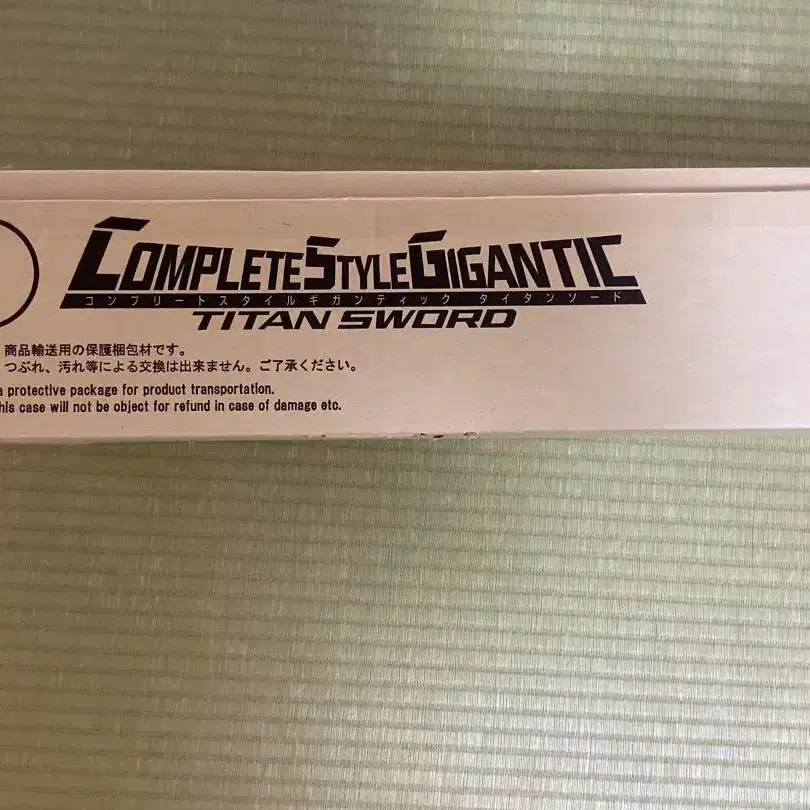 COMPLETE STYLE GIGANTIC
コンプリートスタイルギガンティック タイタンソード
TITAN SWORD
商品輸送用の保護梱包材です。
つぶれ、汚れ等による交換は出来ません。ご了承ください。
a protective package for product transportation.
his case will not be object for refund in case of damage etc.